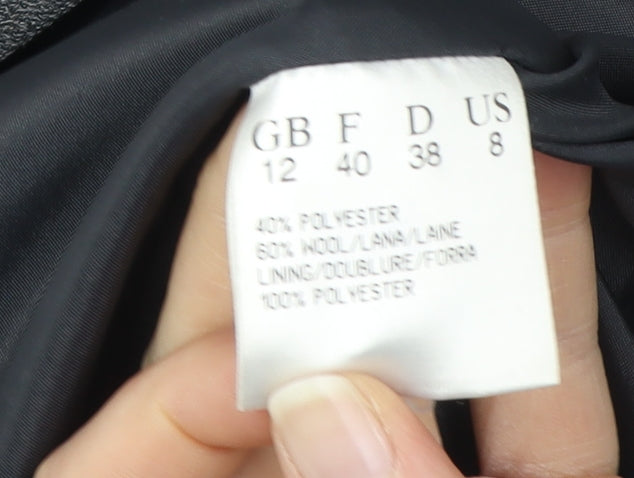 GB F D US
12 40 38 8
40% POLYESTER
60% WOOL/LANA/LAINE
LINING/DOUBLURE/FORRA
100% POLYESTER